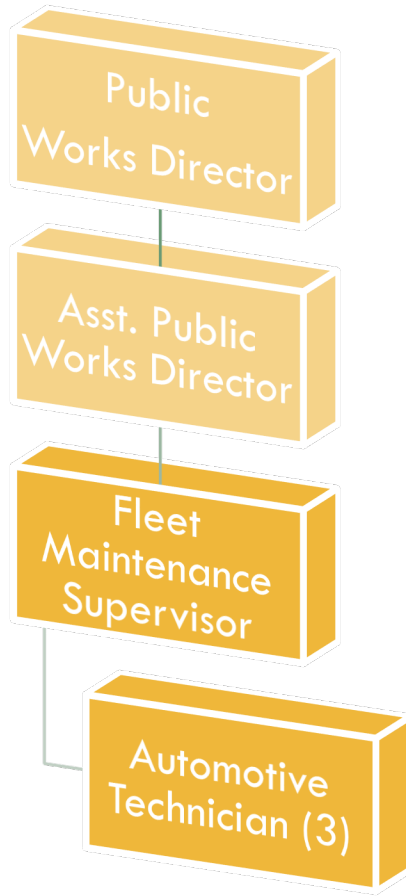 Public
Works Director
Asst. Public
Works Director
Fleet
Maintenance
Supervisor
Automotive
Technician (3)